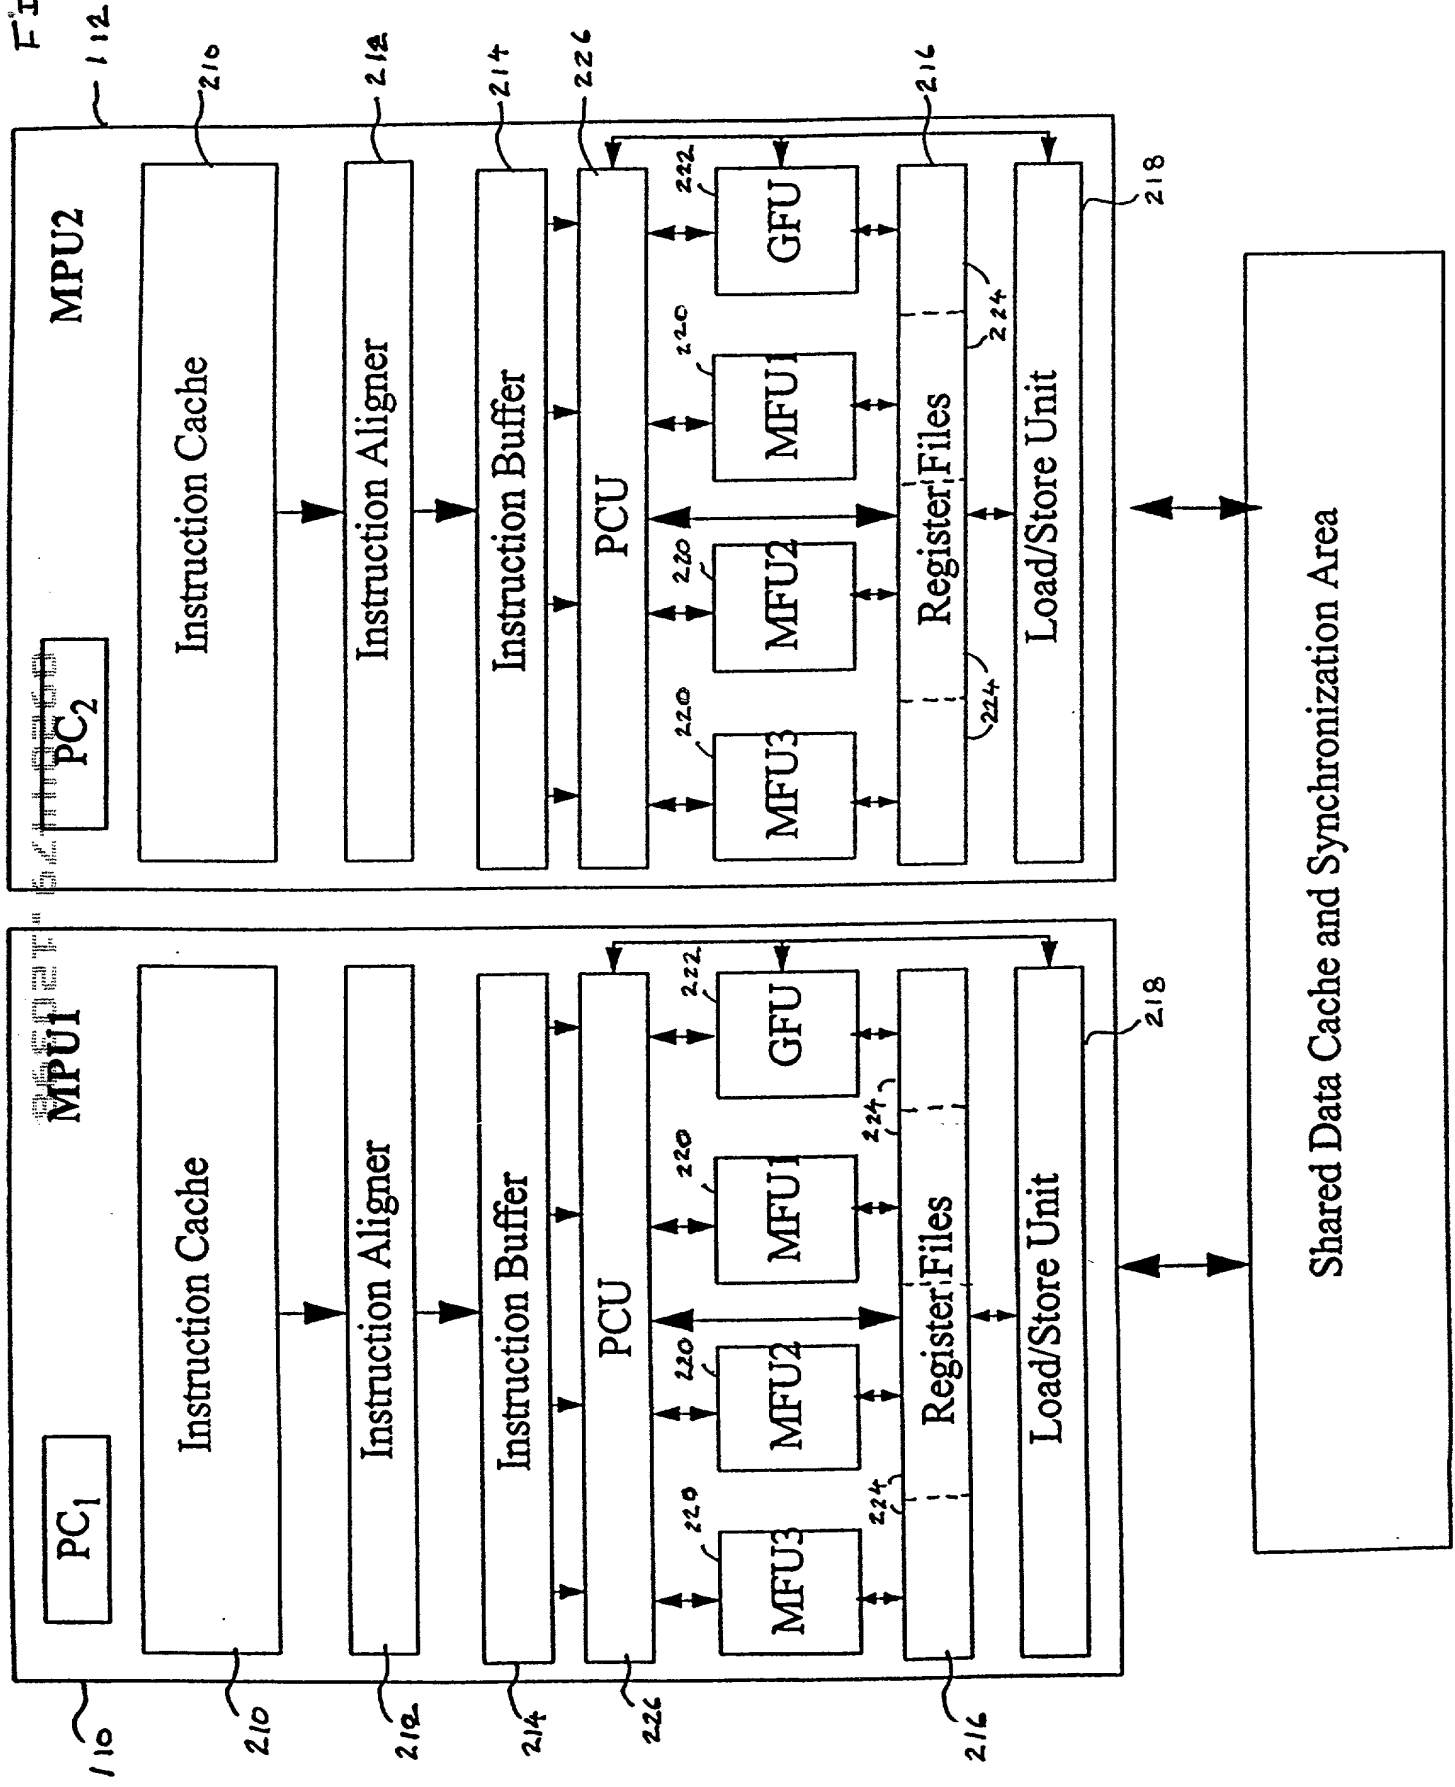 FI
110
MPU1
PC1
210
Instruction Cache
212
Instruction Aligner
214
Instruction Buffer
226
PCU
220
MFU3
220
MFU2
220
MFU1
222
GFU
224
224
216
Register Files
Load/Store Unit
218
112
MPU2
PC2
210
Instruction Cache
212
Instruction Aligner
214
Instruction Buffer
226
PCU
220
MFU3
220
MFU2
220
MFU1
222
GFU
216
Register Files
224
224
Load/Store Unit
218
Shared Data Cache and Synchronization Area